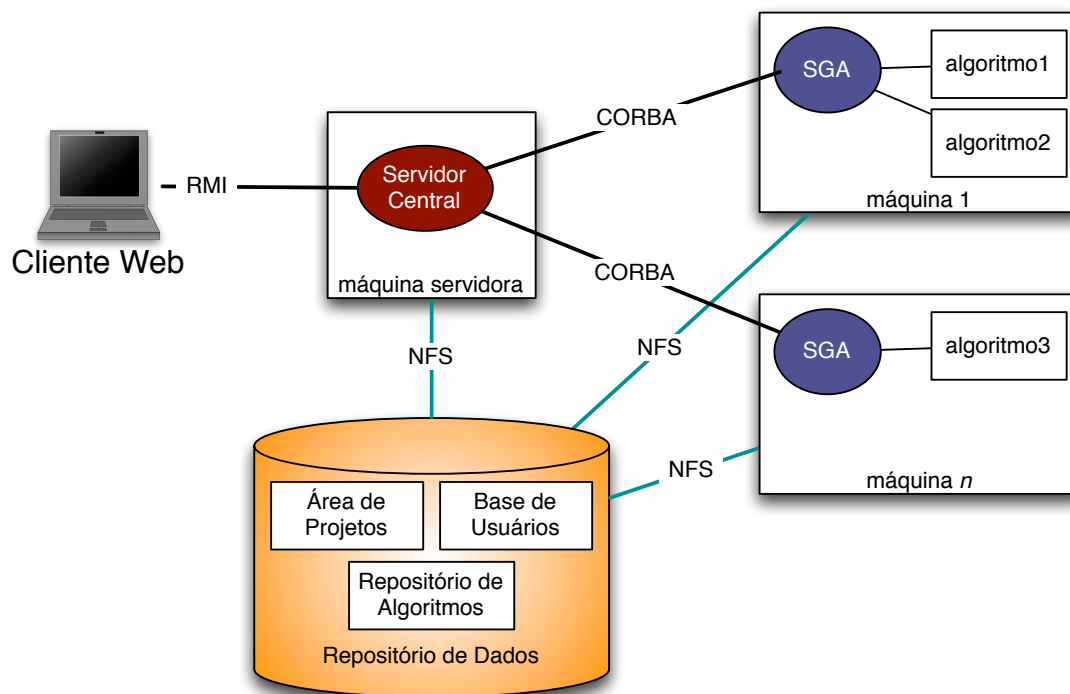 SGA
algoritmo1
algoritmo2
máquina 1
CORBA
RMI
Servidor
Central
máquina servidora
Cliente Web
CORBA
SGA
algoritmo3
máquina n
NFS
NFS
NFS
Área de
Projetos
Base de
Usuários
Repositório de
Algoritmos
Repositório de Dados